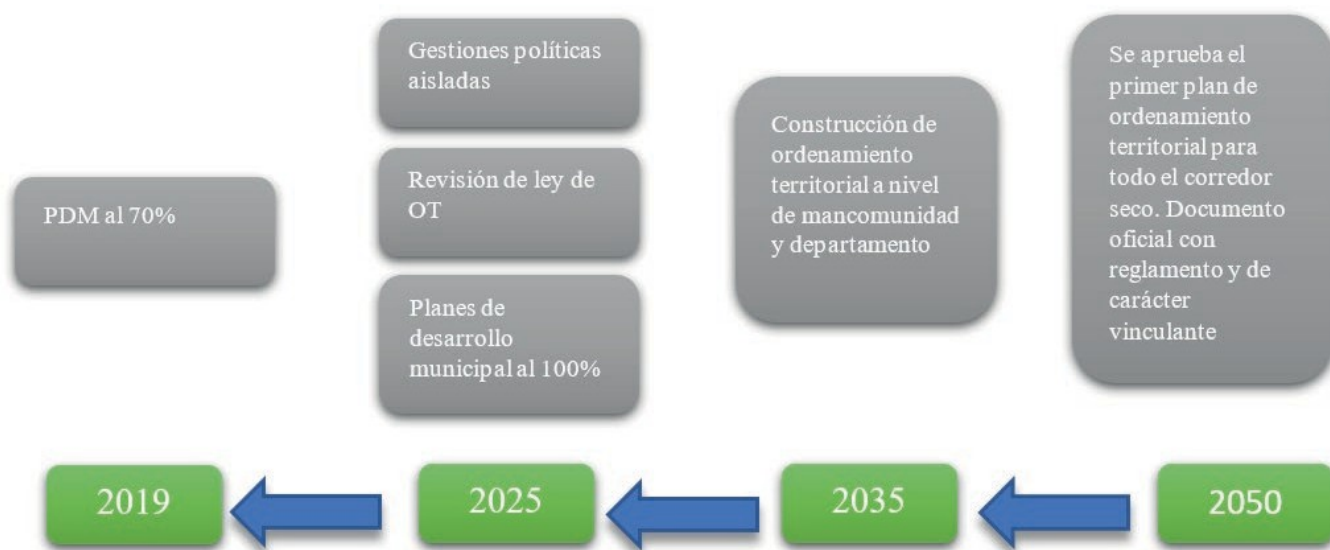 PDM al 70%
Gestiones políticas
aisladas
Revisión de ley de
OT
Planes de
desarrollo
municipal al 100%
Construcción de
ordenamiento
territorial a nivel
de mancomunidad
y departamento
Se aprueba el
primer plan de
ordenamiento
territorial para
todo el corredor
seco. Documento
oficial con
reglamento y de
carácter
vinculante
2019
2025
2035
2050